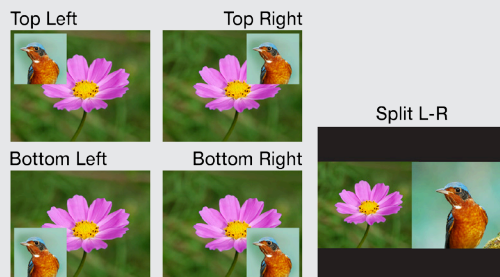 Top Left
Top Right
Split L-R
Bottom Left
Bottom Right